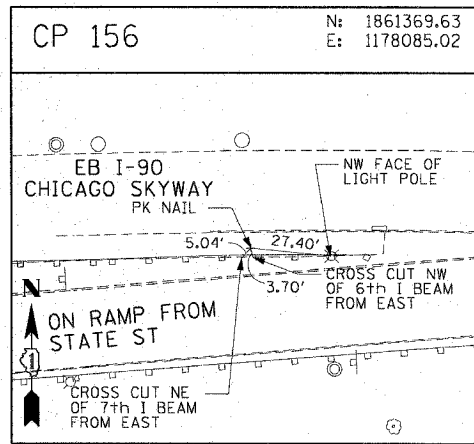 CP 156
N: 1861369.63
E: 1178085.02
EB I-90
CHICAGO SKYWAY
PK NAIL
NW FACE OF
LIGHT POLE
5.04'
27.40'
3.70'
CROSS CUT NW
OF 6th I BEAM
FROM EAST
N
ON RAMP FROM
STATE ST
1
CROSS CUT NE
OF 7th I BEAM
FROM EAST